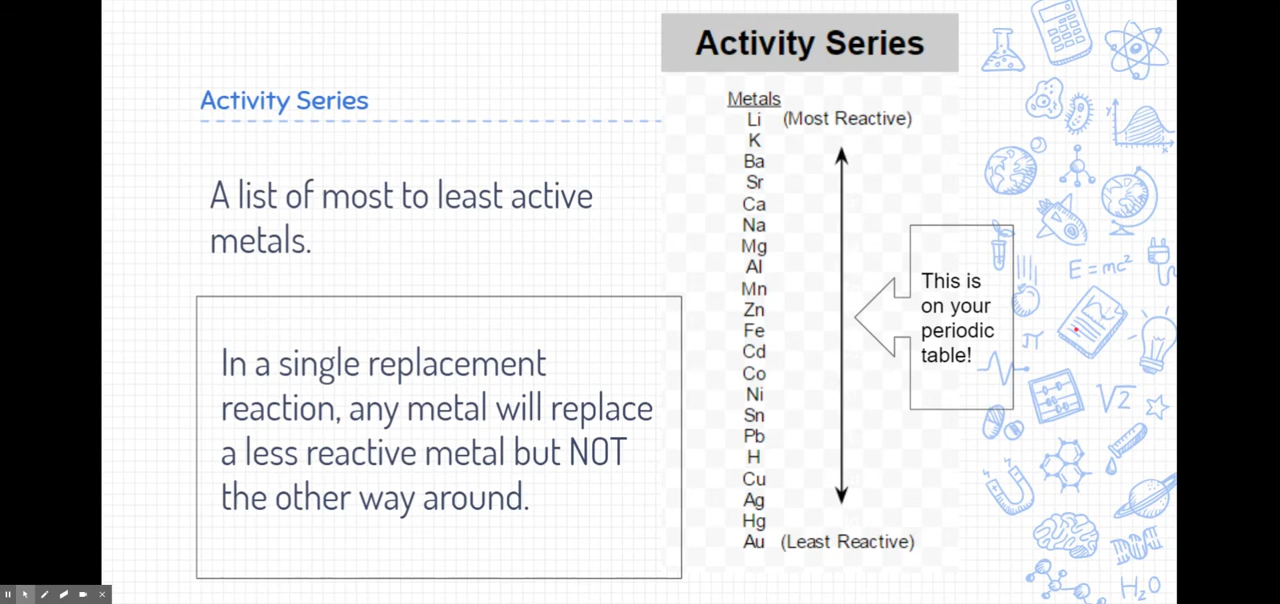 Activity Series
Activity Series
A list of most to least active
metals.
In a single replacement
reaction, any metal will replace
a less reactive metal but NOT
the other way around.
Metals
Li (Most Reactive)
K
Ba
Sr
Ca
Na
Mg
Al
Mn
Zn
Fe
Cd
Co
Ni
Sn
Pb
H
Cu
Ag
Hg
Au (Least Reactive)
This is
on your
periodic
table!
Y
X
E=mc²
π
√2
H₂O